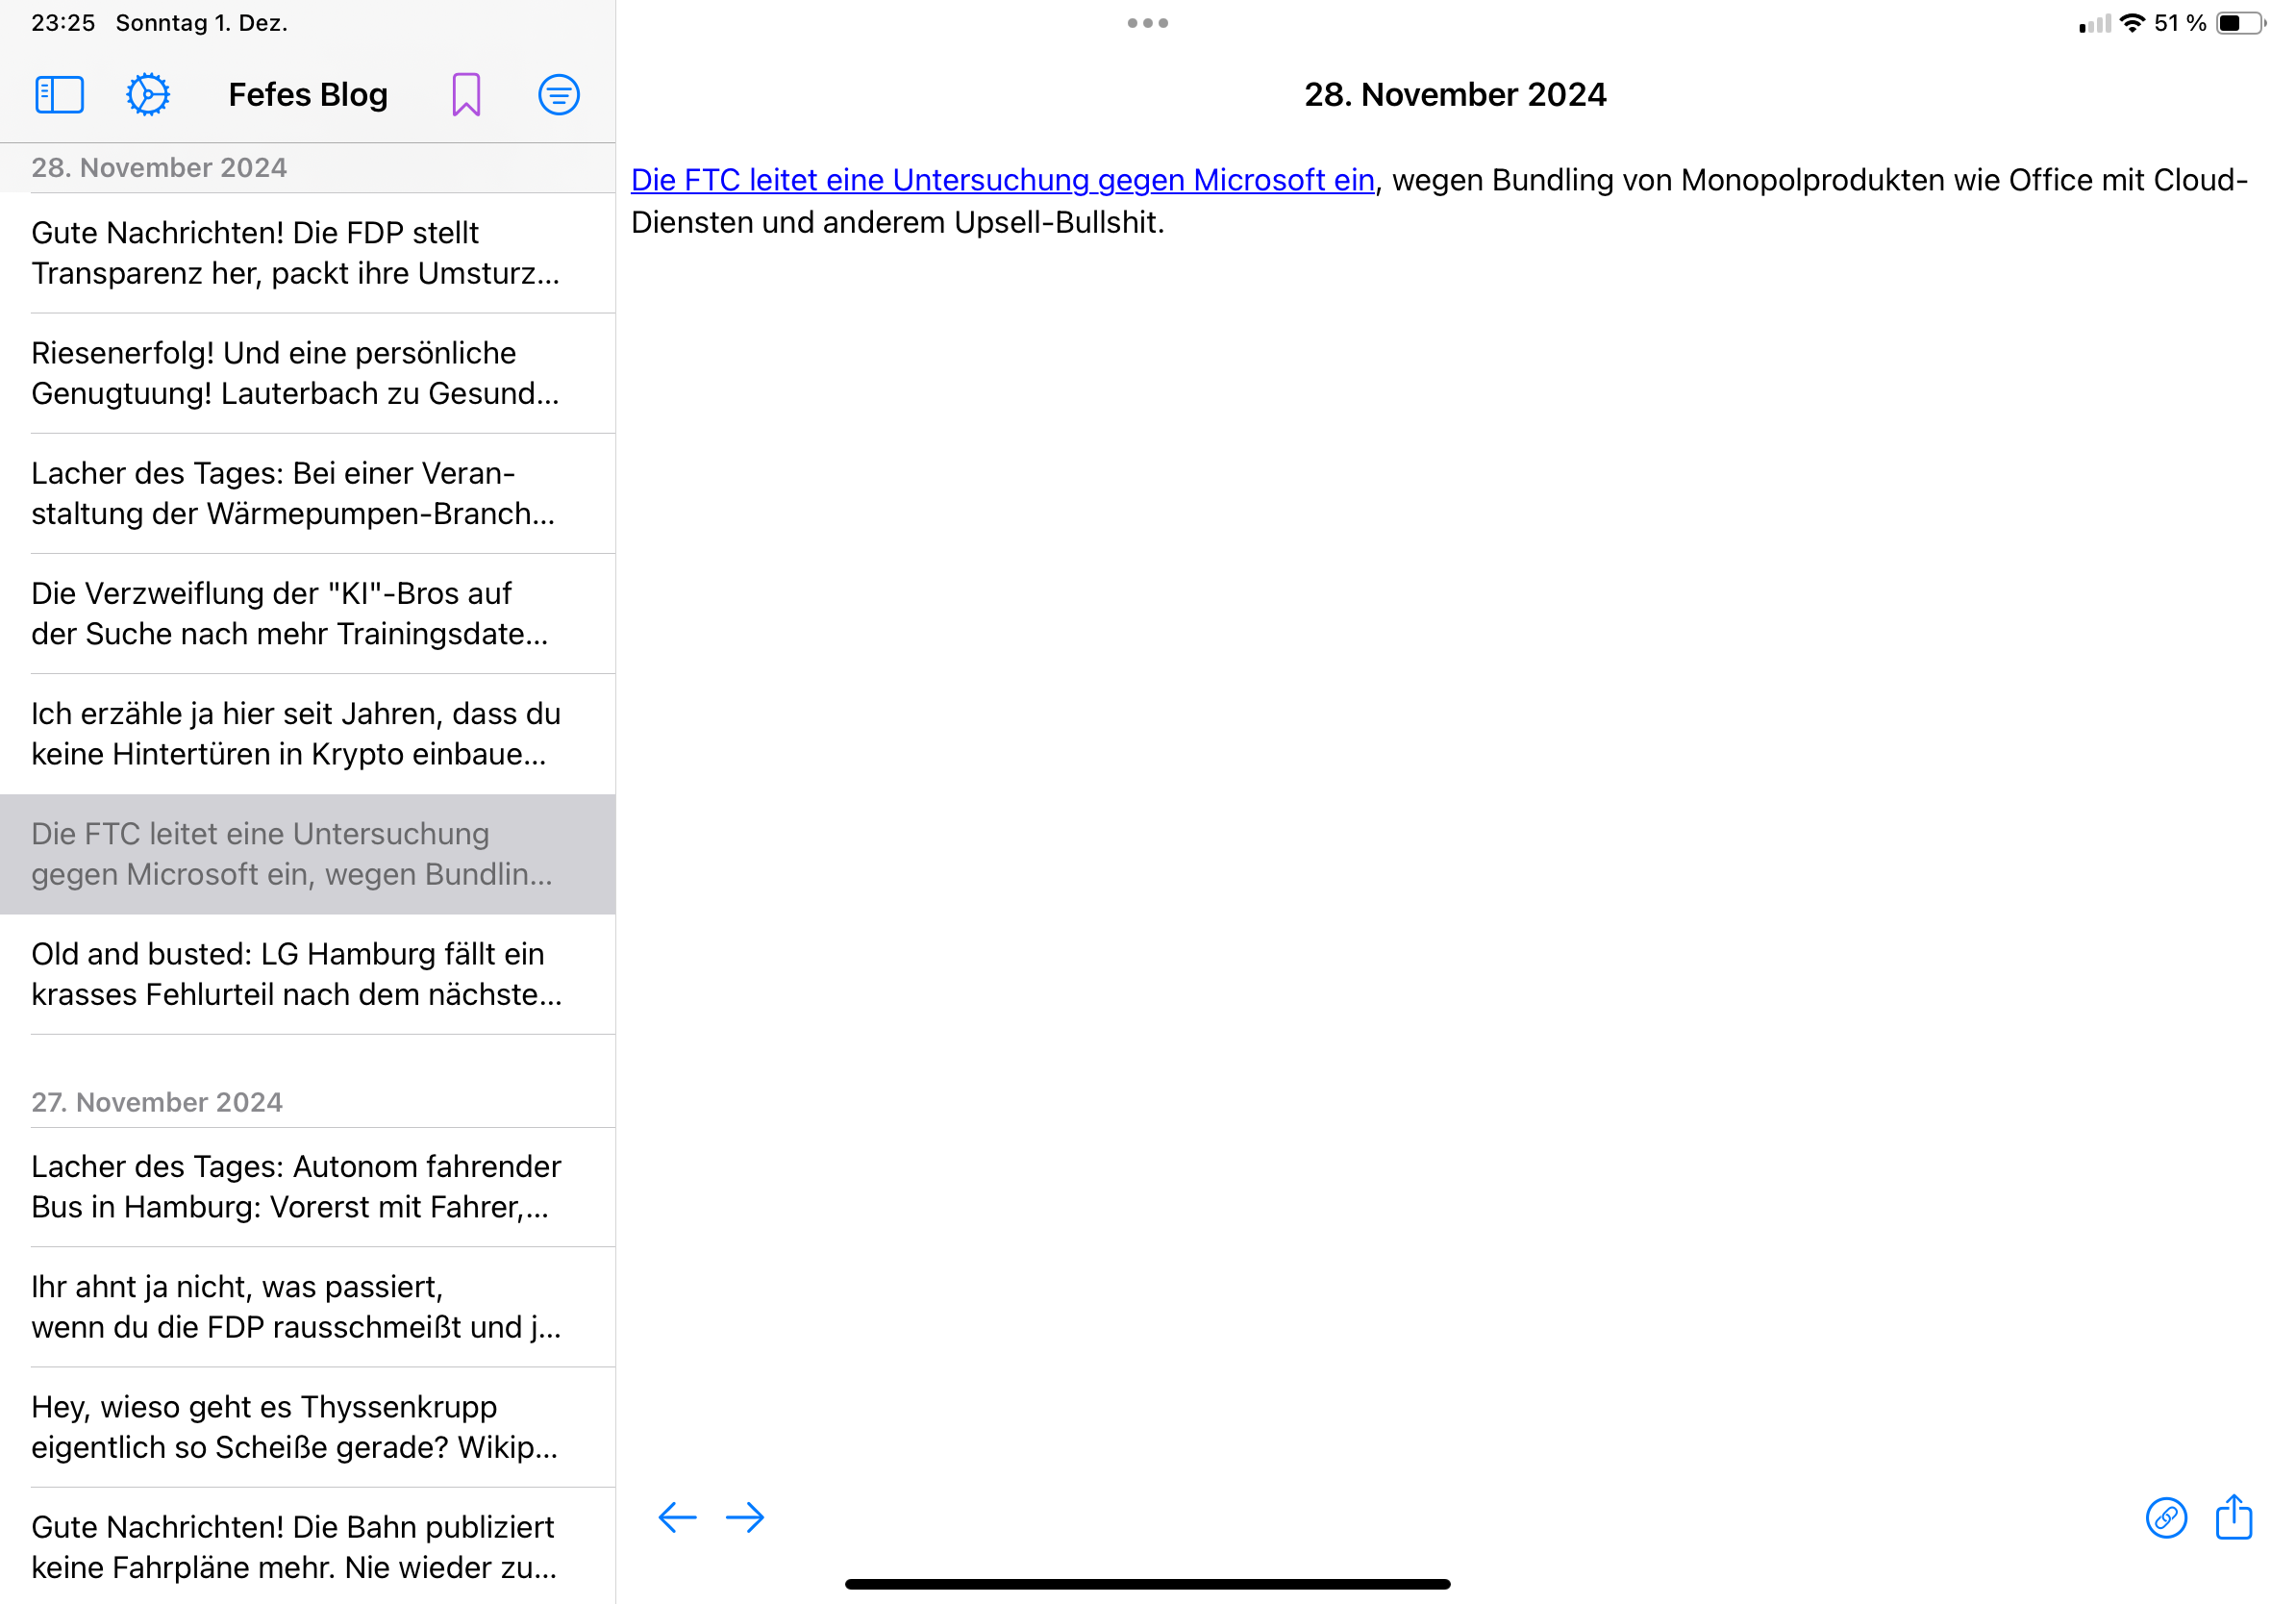 23:25 Sonntag 1. Dez.
51 %
Fefes Blog
28. November 2024
Gute Nachrichten! Die FDP stellt
Transparenz her, packt ihre Umsturz...
Riesenerfolg! Und eine persönliche
Genugtuung! Lauterbach zu Gesund...
Lacher des Tages: Bei einer Veran-
staltung der Wärmepumpen-Branch...
Die Verzweiflung der "KI"-Bros auf
der Suche nach mehr Trainingsdate...
Ich erzähle ja hier seit Jahren, dass du
keine Hintertüren in Krypto einbaue...
Die FTC leitet eine Untersuchung
gegen Microsoft ein, wegen Bundlin...
Old and busted: LG Hamburg fällt ein
krasses Fehlurteil nach dem nächste...
27. November 2024
Lacher des Tages: Autonom fahrender
Bus in Hamburg: Vorerst mit Fahrer,...
Ihr ahnt ja nicht, was passiert,
wenn du die FDP rausschmeißt und j...
Hey, wieso geht es Thyssenkrupp
eigentlich so Scheiße gerade? Wikip...
Gute Nachrichten! Die Bahn publiziert
keine Fahrpläne mehr. Nie wieder zu...
28. November 2024
Die FTC leitet eine Untersuchung gegen Microsoft ein, wegen Bundling von Monopolprodukten wie Office mit Cloud-
Diensten und anderem Upsell-Bullshit.